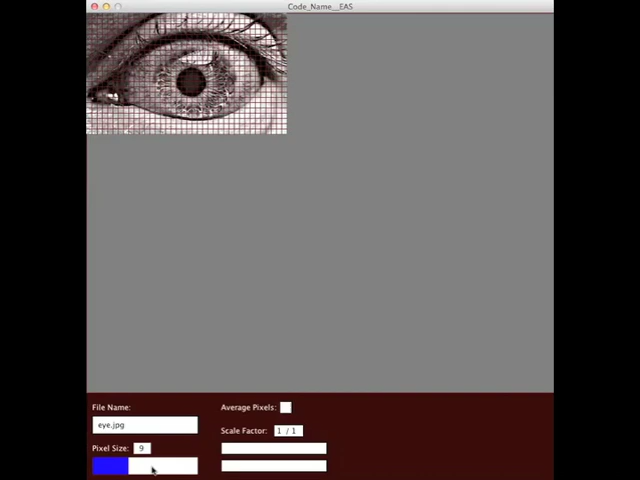 Code_Name__EAS
File Name:
eye.jpg
Pixel Size: 9
Average Pixels:
Scale Factor: 1 / 1